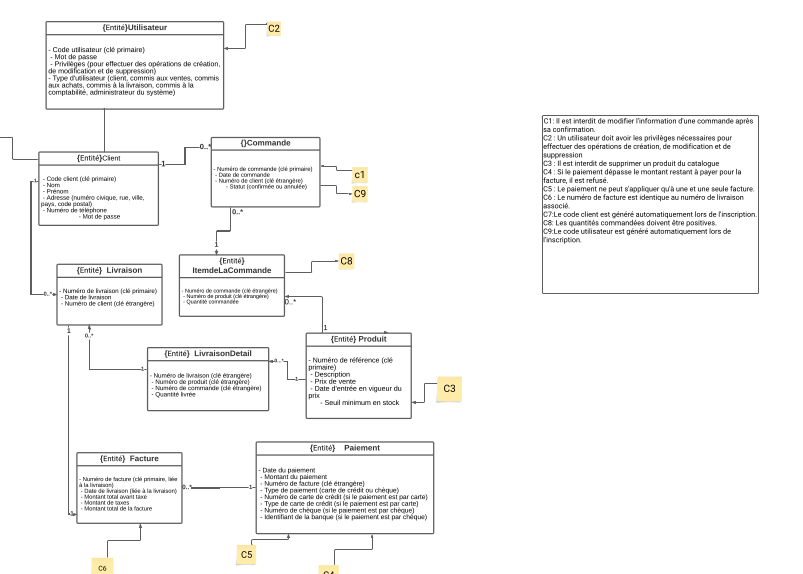 {Entité}Utilisateur
- Code utilisateur (clé primaire)
- Mot de passe
- Privilèges (pour effectuer des opérations de création,
de modification et de suppression)
- Type d'utilisateur (client, commis aux ventes, commis
aux achats, commis à la livraison, commis à la
comptabilité, administrateur du système)
C2
{Entité}Client
- Code client (clé primaire)
- Nom
- Prénom
- Adresse (numéro civique, rue, ville,
pays, code postal)
- Numéro de téléphone
- Mot de passe
1
0..*
{}Commande
- Numéro de commande (clé primaire)
- Date de commande
- Numéro de client (clé étrangère)
- Statut (confirmée ou annulée)
c1
C9
0..*
1
1
0..*
{Entité}
ItemdeLaCommande
- Numéro de commande (clé étrangère)
- Numéro de produit (clé étrangère)
- Quantité commandée
C8
0..*
1
{Entité} Livraison
- Numéro de livraison (clé primaire)
- Date de livraison
- Numéro de client (clé étrangère)
1
0..*
{Entité} Produit
- Numéro de référence (clé
primaire)
- Description
- Prix de vente
- Date d'entrée en vigueur du
prix
- Seuil minimum en stock
C3
{Entité} LivraisonDetail
- Numéro de livraison (clé étrangère)
- Numéro de produit (clé étrangère)
- Numéro de commande (clé étrangère)
- Quantité livrée
1
0..*
1
{Entité} Facture
- Numéro de facture (clé primaire, liée
à la livraison)
- Date de livraison (liée à la livraison)
- Montant total avant taxe
- Montant de taxes
- Montant total de la facture
C6
0..*
1
{Entité} Paiement
- Date du paiement
- Montant du paiement
- Numéro de facture (clé étrangère)
- Type de paiement (carte de crédit ou chèque)
- Numéro de carte de crédit (si le paiement est par carte)
- Type de carte de crédit (si le paiement est par carte)
- Numéro de chèque (si le paiement est par chèque)
- Identifiant de la banque (si le paiement est par chèque)
C5
C1: Il est interdit de modifier l'information d'une commande après
sa confirmation.
C2 : Un utilisateur doit avoir les privilèges nécessaires pour
effectuer des opérations de création, de modification et de
suppression
C3 : Il est interdit de supprimer un produit du catalogue
C4 : Si le paiement dépasse le montant restant à payer pour la
facture, il est refusé.
C5 : Le paiement ne peut s'appliquer qu'à une et une seule facture.
C6 : Le numéro de facture est identique au numéro de livraison
associé.
C7:Le code client est généré automatiquement lors de l'inscription.
C8: Les quantités commandées doivent être positives.
C9:Le code utilisateur est généré automatiquement lors de
l'inscription.